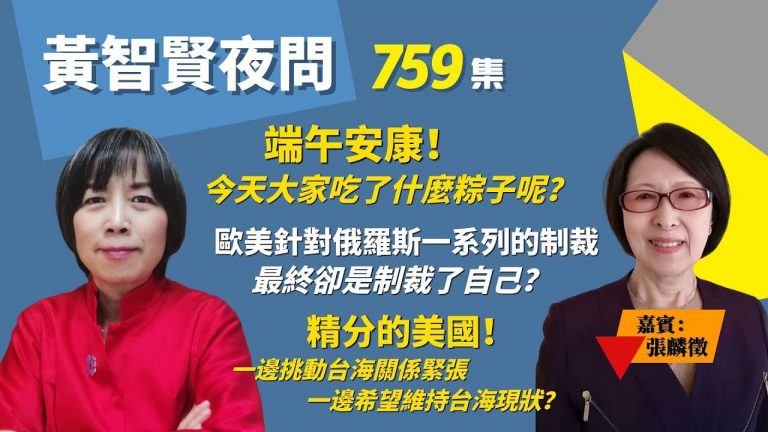 黃智賢夜問 759集
端午安康！
今天大家吃了什麼粽子呢？
歐美針對俄羅斯一系列的制裁
最終卻是制裁了自己？
嘉賓：
張麟徵
精分的美國！
一邊挑動台海關係緊張
一邊希望維持台海現狀？